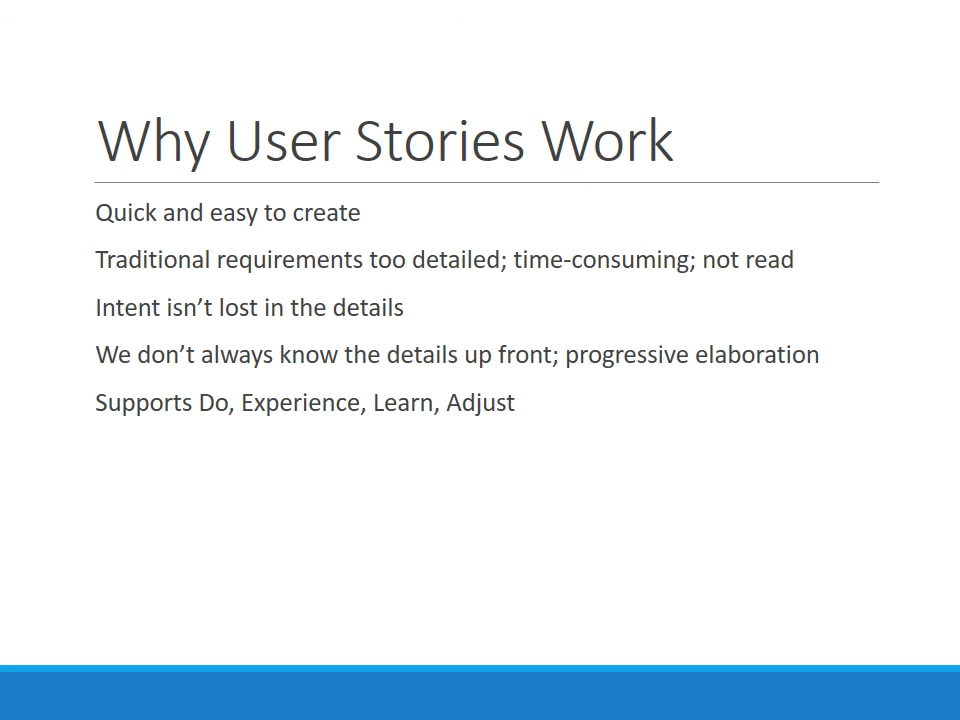 Why User Stories Work
Quick and easy to create
Traditional requirements too detailed; time-consuming; not read
Intent isn’t lost in the details
We don’t always know the details up front; progressive elaboration
Supports Do, Experience, Learn, Adjust